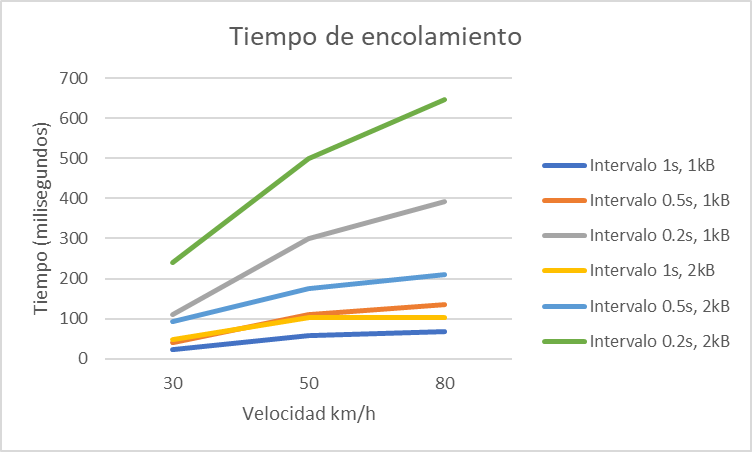 Tiempo de encolamiento
Tiempo (milisegundos)
700
600
500
400
300
200
100
0
30 50 80
Velocidad km/h
Intervalo 1s, 1kB
Intervalo 0.5s, 1kB
Intervalo 0.2s, 1kB
Intervalo 1s, 2kB
Intervalo 0.5s, 2kB
Intervalo 0.2s, 2kB